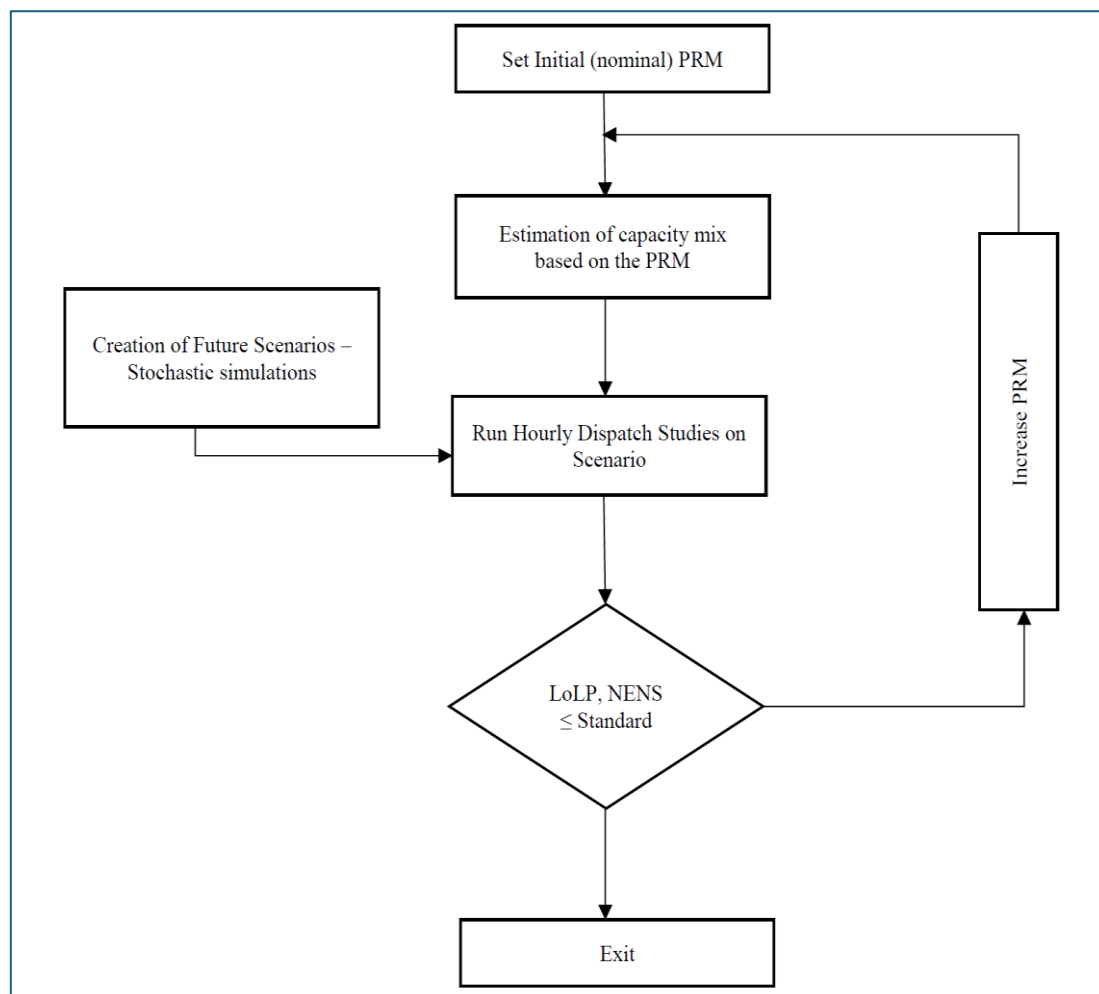 Set Initial (nominal) PRM
Estimation of capacity mix
based on the PRM
Creation of Future Scenarios –
Stochastic simulations
Run Hourly Dispatch Studies on
Scenario
Increase PRM
LoLP, NENS
≤ Standard
Exit